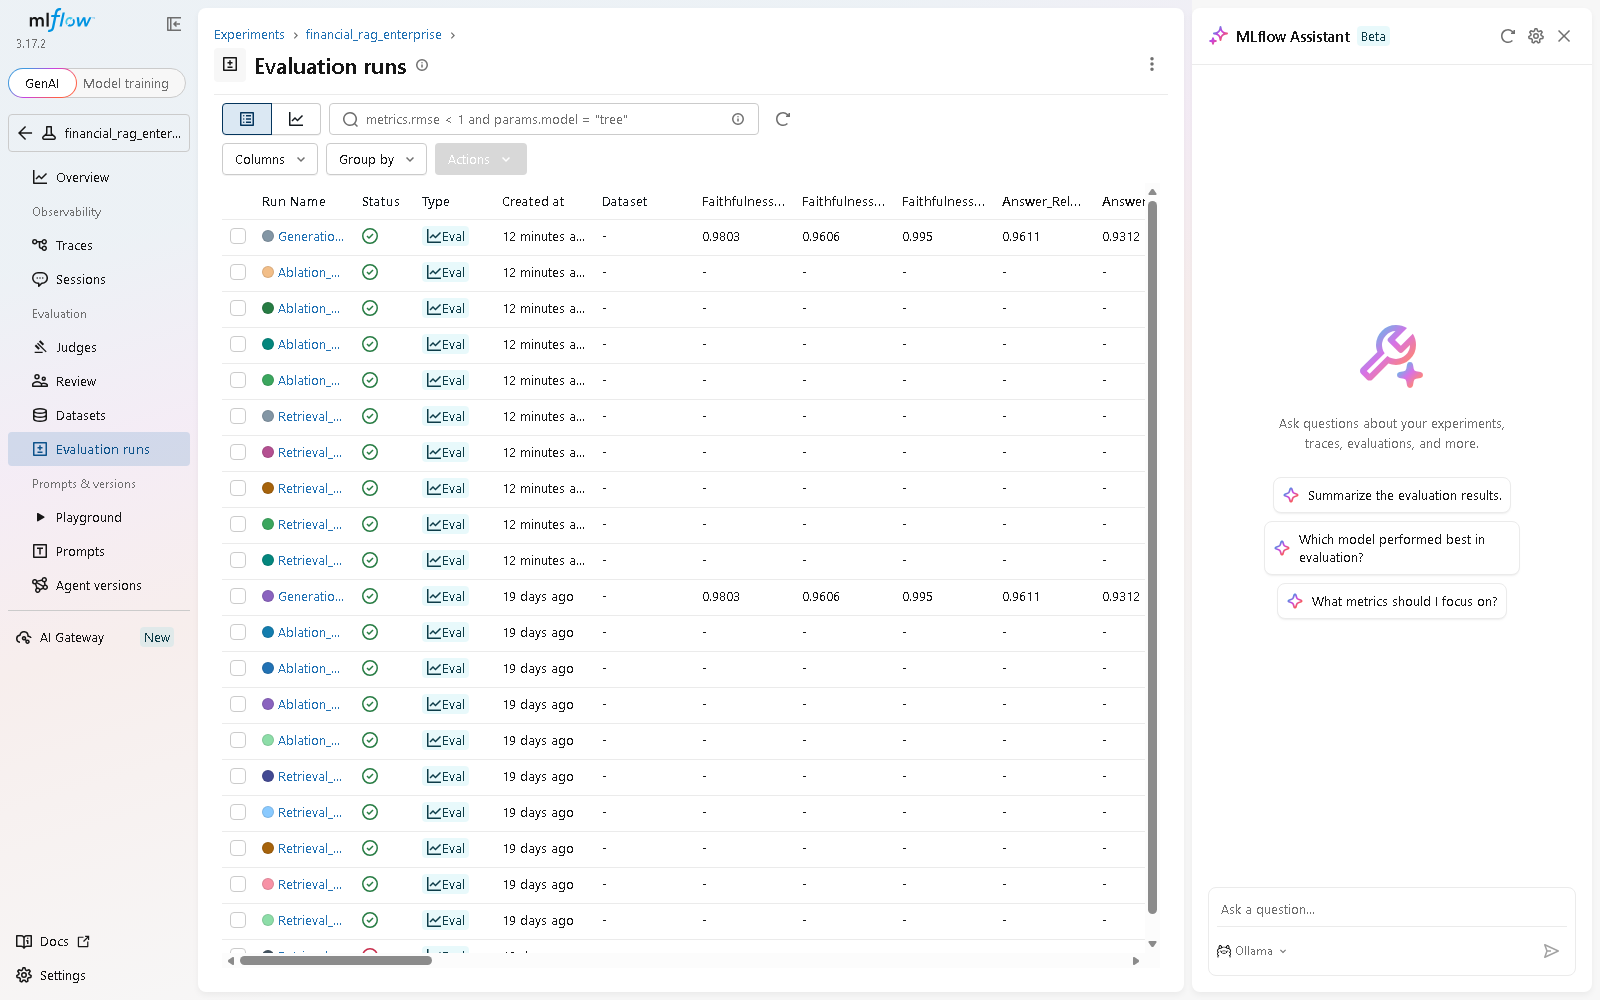 mlflow
3.17.2
GenAI
Model training
financial_rag_enter...
Overview
Observability
Traces
Sessions
Evaluation
Judges
Review
Datasets
Evaluation runs
Prompts & versions
Playground
Prompts
Agent versions
AI Gateway New
Docs
Settings
Experiments > financial_rag_enterprise >
Evaluation runs
metrics.rmse < 1 and params.model = "tree"
Columns
Group by
Actions
Run Name Status Type Created at Dataset Faithfulness... Faithfulness... Faithfulness... Answer_Rel... Answer
Generatio... Eval 12 minutes a... - 0.9803 0.9606 0.995 0.9611 0.9312
Ablation_... Eval 12 minutes a... - - - - - -
Ablation_... Eval 12 minutes a... - - - - - -
Ablation_... Eval 12 minutes a... - - - - - -
Ablation_... Eval 12 minutes a... - - - - - -
Retrieval_... Eval 12 minutes a... - - - - - -
Retrieval_... Eval 12 minutes a... - - - - - -
Retrieval_... Eval 12 minutes a... - - - - - -
Retrieval_... Eval 12 minutes a... - - - - - -
Retrieval_... Eval 12 minutes a... - - - - - -
Generatio... Eval 19 days ago - 0.9803 0.9606 0.995 0.9611 0.9312
Ablation_... Eval 19 days ago - - - - - -
Ablation_... Eval 19 days ago - - - - - -
Ablation_... Eval 19 days ago - - - - - -
Ablation_... Eval 19 days ago - - - - - -
Retrieval_... Eval 19 days ago - - - - - -
Retrieval_... Eval 19 days ago - - - - - -
Retrieval_... Eval 19 days ago - - - - - -
Retrieval_... Eval 19 days ago - - - - - -
Retrieval_... Eval 19 days ago - - - - - -
MLflow Assistant Beta
Ask questions about your experiments,
traces, evaluations, and more.
Summarize the evaluation results.
Which model performed best in
evaluation?
What metrics should I focus on?
Ask a question...
Ollama